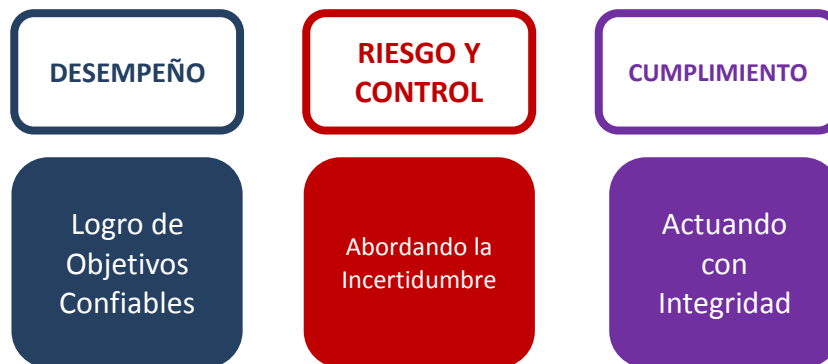 DESEMPEÑO
RIESGO Y
CONTROL
CUMPLIMIENTO
Logro de
Objetivos
Confiables
Abordando la
Incertidumbre
Actuando
con
Integridad